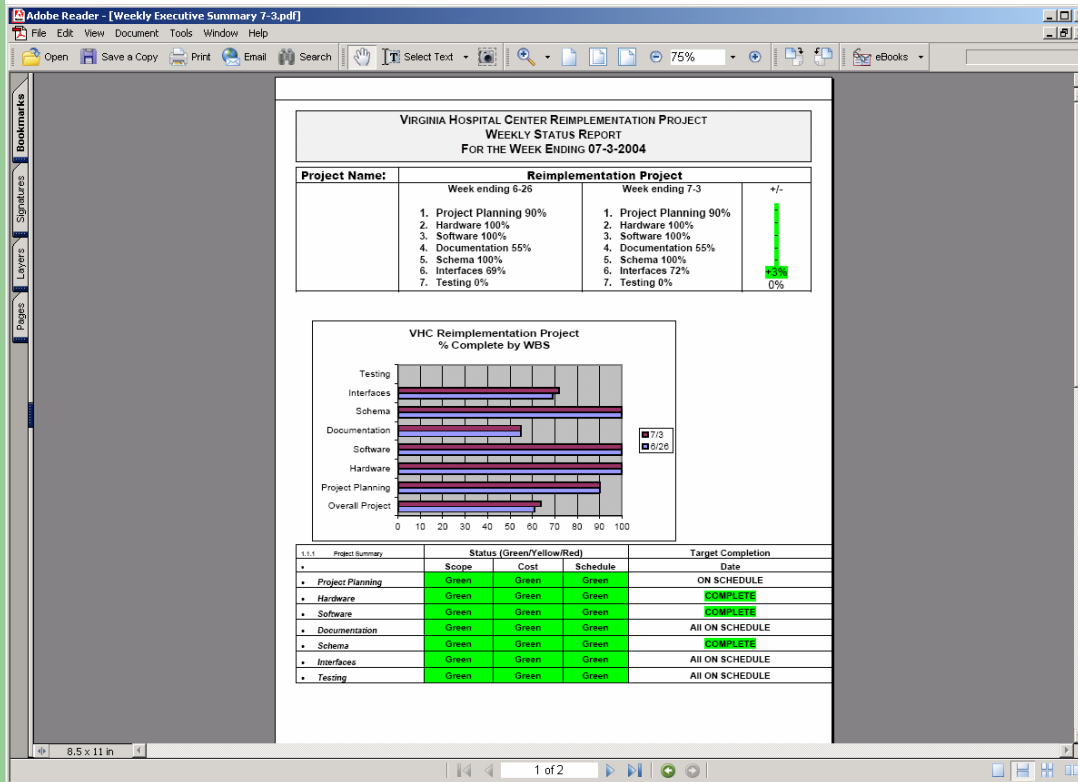 Adobe Reader - [Weekly Executive Summary 7-3.pdf]
File Edit View Document Tools Window Help
Open Save a Copy Print Email Search Select Text 75% eBooks
Bookmarks
Signatures
Layers
Pages
VIRGINIA HOSPITAL CENTER REIMPLEMENTATION PROJECT
WEEKLY STATUS REPORT
FOR THE WEEK ENDING 07-3-2004
Project Name: Reimplementation Project
Week ending 6-26 Week ending 7-3 +/-
1. Project Planning 90% 1. Project Planning 90% -
2. Hardware 100% 2. Hardware 100% -
3. Software 100% 3. Software 100% -
4. Documentation 55% 4. Documentation 55% -
5. Schema 100% 5. Schema 100% -
6. Interfaces 69% 6. Interfaces 72% +3%
7. Testing 0% 7. Testing 0% 0%
VHC Reimplementation Project
% Complete by WBS
Testing
Interfaces
Schema
Documentation
Software
Hardware
Project Planning
Overall Project
0 10 20 30 40 50 60 70 80 90 100
7/3
6/26
1.1.1 Project Summary Status (Green/Yellow/Red) Target Completion
• Scope Cost Schedule Date
• Project Planning Green Green Green ON SCHEDULE
• Hardware Green Green Green COMPLETE
• Software Green Green Green COMPLETE
• Documentation Green Green Green All ON SCHEDULE
• Schema Green Green Green COMPLETE
• Interfaces Green Green Green All ON SCHEDULE
• Testing Green Green Green All ON SCHEDULE
8.5 x 11 in
1 of 2